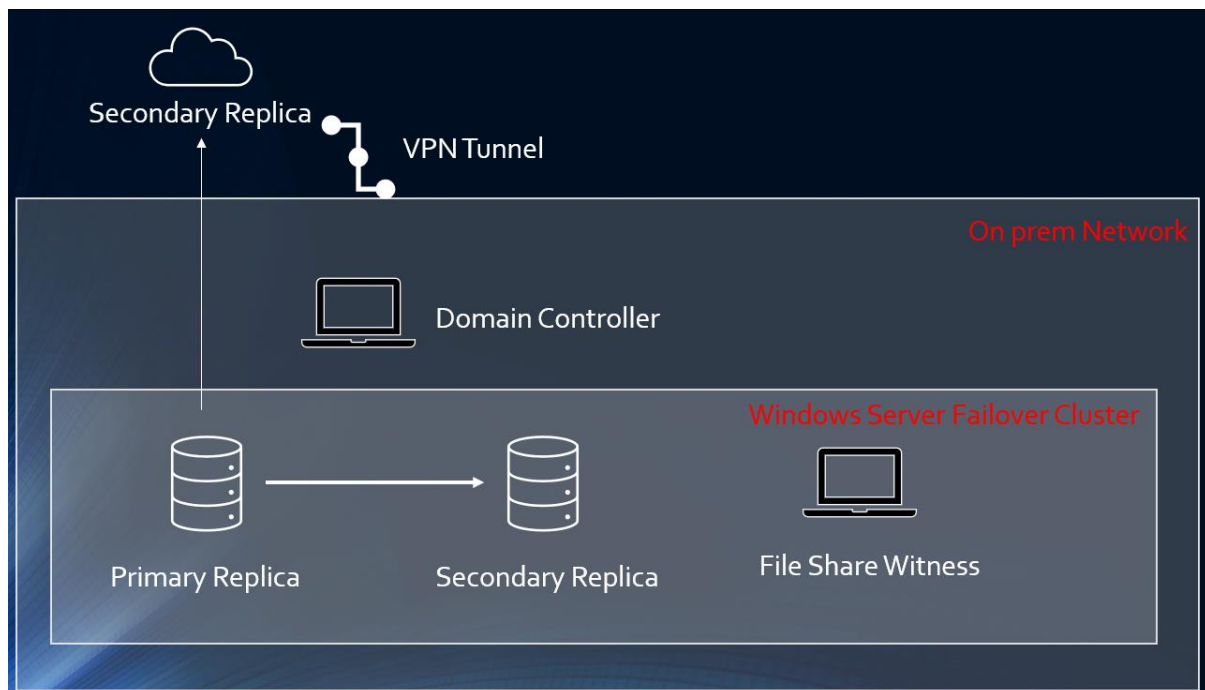 Secondary Replica
VPN Tunnel
On prem Network
Domain Controller
Windows Server Failover Cluster
Primary Replica
Secondary Replica
File Share Witness